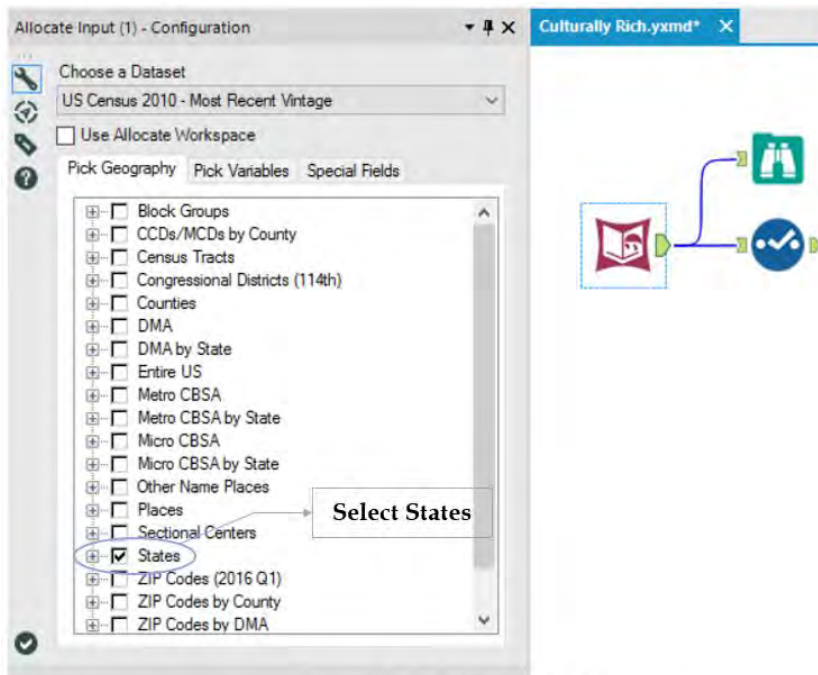 Allocate Input (1) - Configuration
Culturally Rich.yxmd*
Choose a Dataset
US Census 2010 - Most Recent Vintage
Use Allocate Workspace
Pick Geography Pick Variables Special Fields
Block Groups
CCDs/MCDs by County
Census Tracts
Congressional Districts (114th)
Counties
DMA
DMA by State
Entire US
Metro CBSA
Metro CBSA by State
Micro CBSA
Micro CBSA by State
Other Name Places
Places
Select States
Sectional Centers
States
ZIP Codes (2016 Q1)
ZIP Codes by County
ZIP Codes by DMA